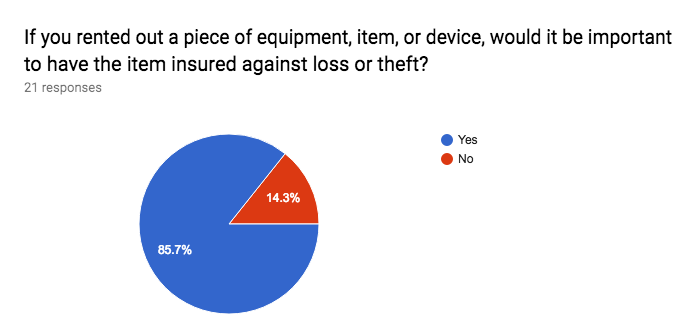 If you rented out a piece of equipment, item, or device, would it be important
to have the item insured against loss or theft?
21 responses
Yes
No
14.3%
85.7%